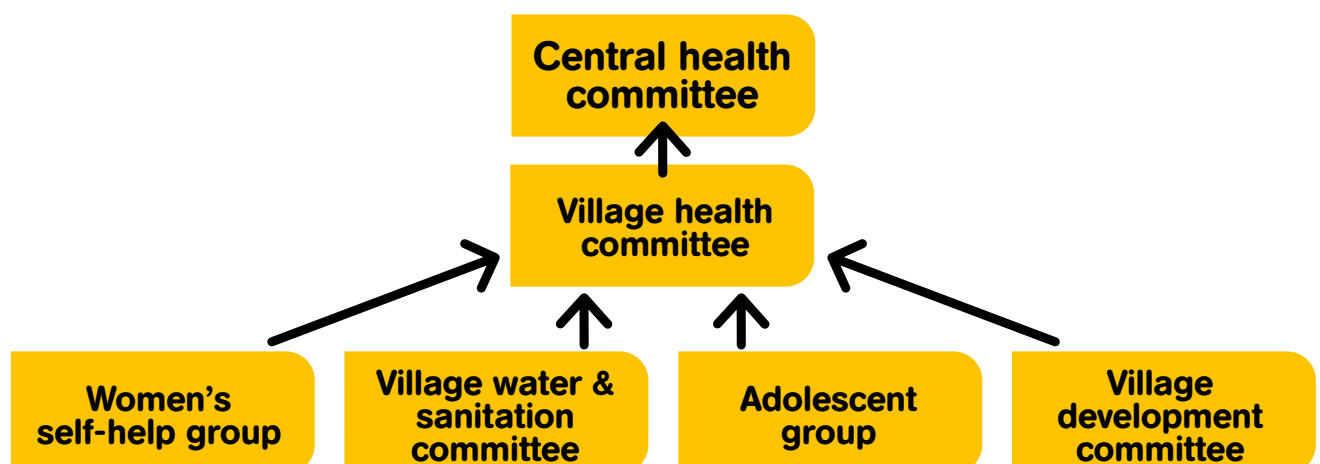 Central health
committee
Village health
committee
Women’s
self-help group
Village water &
sanitation
committee
Adolescent
group
Village
development
committee